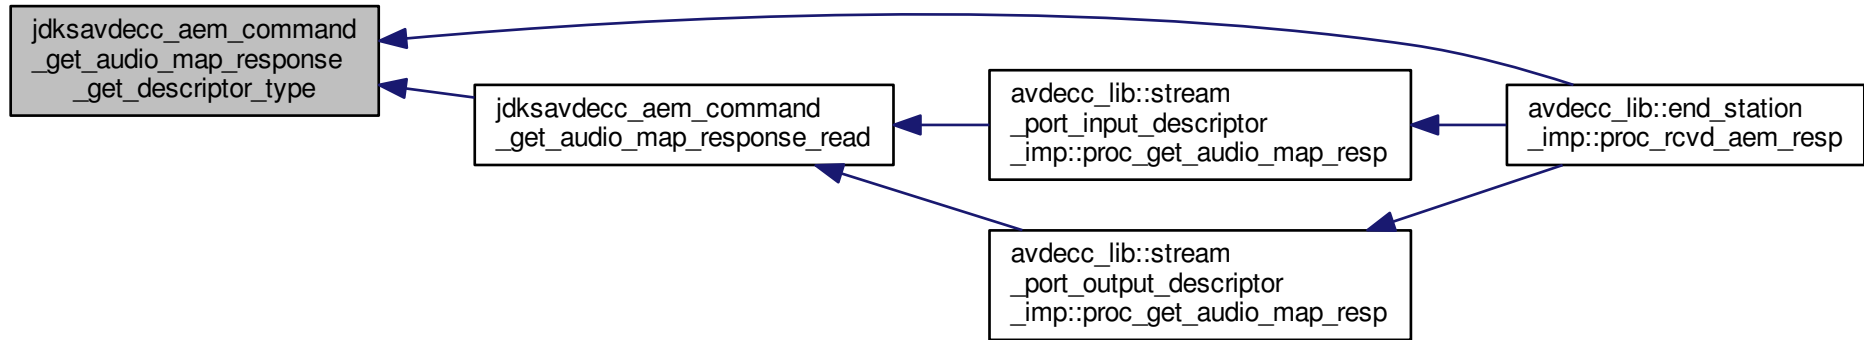 jdksavdecc_aem_command
_get_audio_map_response
_get_descriptor_type
jdksavdecc_aem_command
_get_audio_map_response_read
avdecc_lib::stream
_port_input_descriptor
_imp::proc_get_audio_map_resp
avdecc_lib::end_station
_imp::proc_rcvd_aem_resp
avdecc_lib::stream
_port_output_descriptor
_imp::proc_get_audio_map_resp